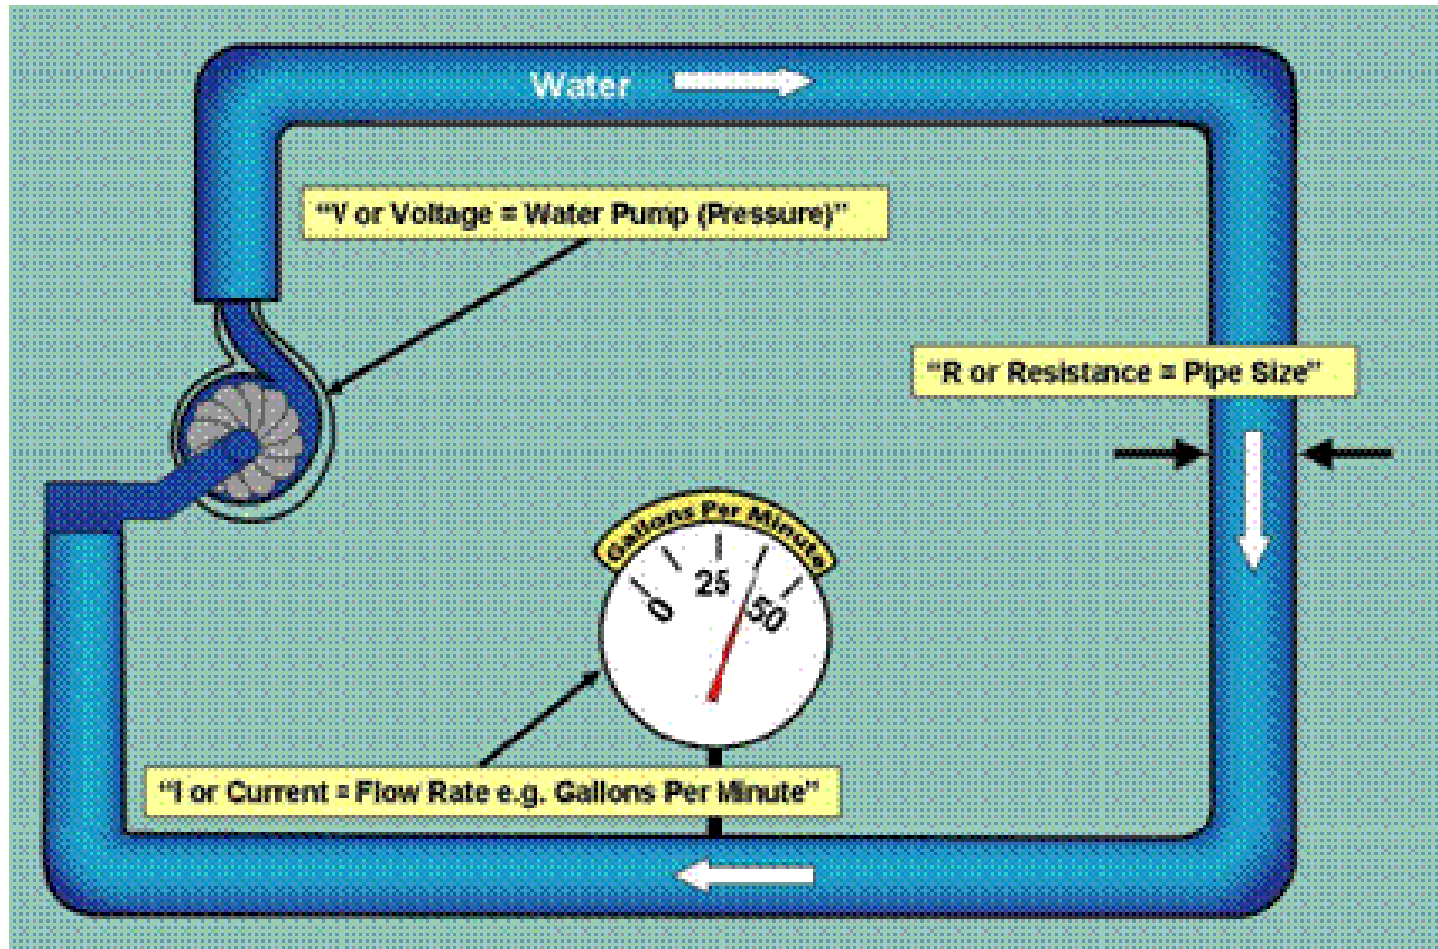 Water
“V or Voltage = Water Pump (Pressure)”
“R or Resistance = Pipe Size”
Gallons Per Minute
0
25
50
“I or Current = Flow Rate e.g. Gallons Per Minute”